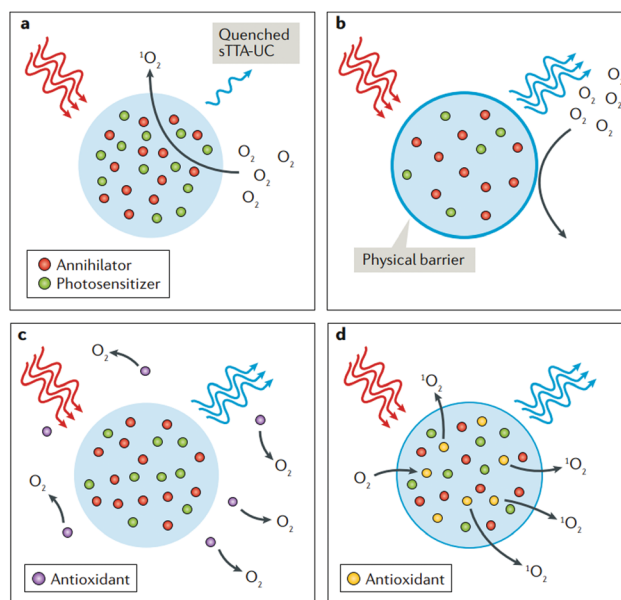 a
Quenched
sTTA-UC
¹O₂
O₂
O₂
O₂
O₂
Annihilator
Photosensitizer
b
O₂
O₂
O₂
O₂
O₂
Physical barrier
c
O₂
O₂
O₂
O₂
O₂
Antioxidant
d
¹O₂
O₂
¹O₂
¹O₂
¹O₂
Antioxidant